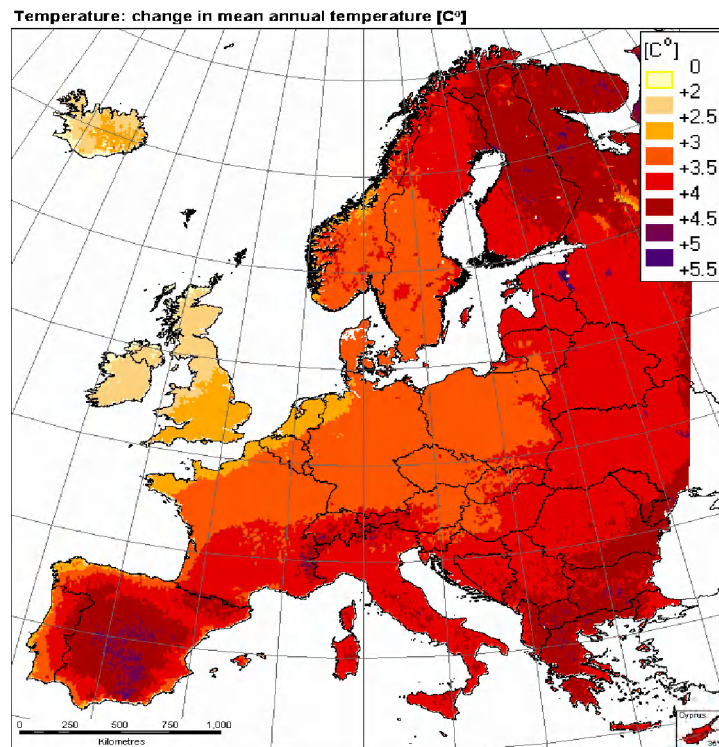 Temperature: change in mean annual temperature [C°]
[C°]
0
+2
+2.5
+3
+3.5
+4
+4.5
+5
+5.5
0 250 500 750 1,000
Kilometres
Cyprus